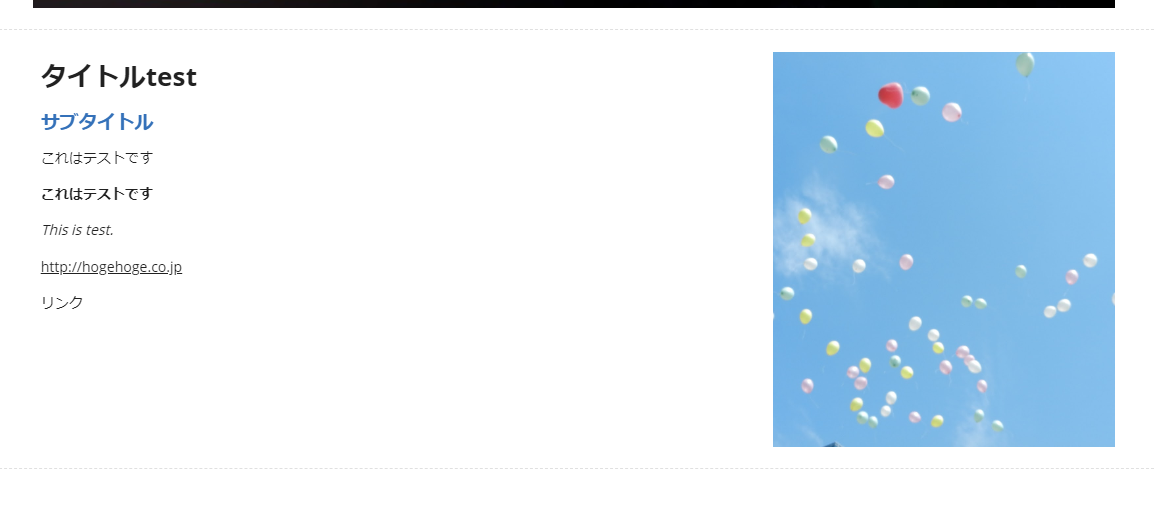 タイトルtest
サブタイトル
これはテストです
これはテストです
This is test.
http://hogehoge.co.jp
リンク